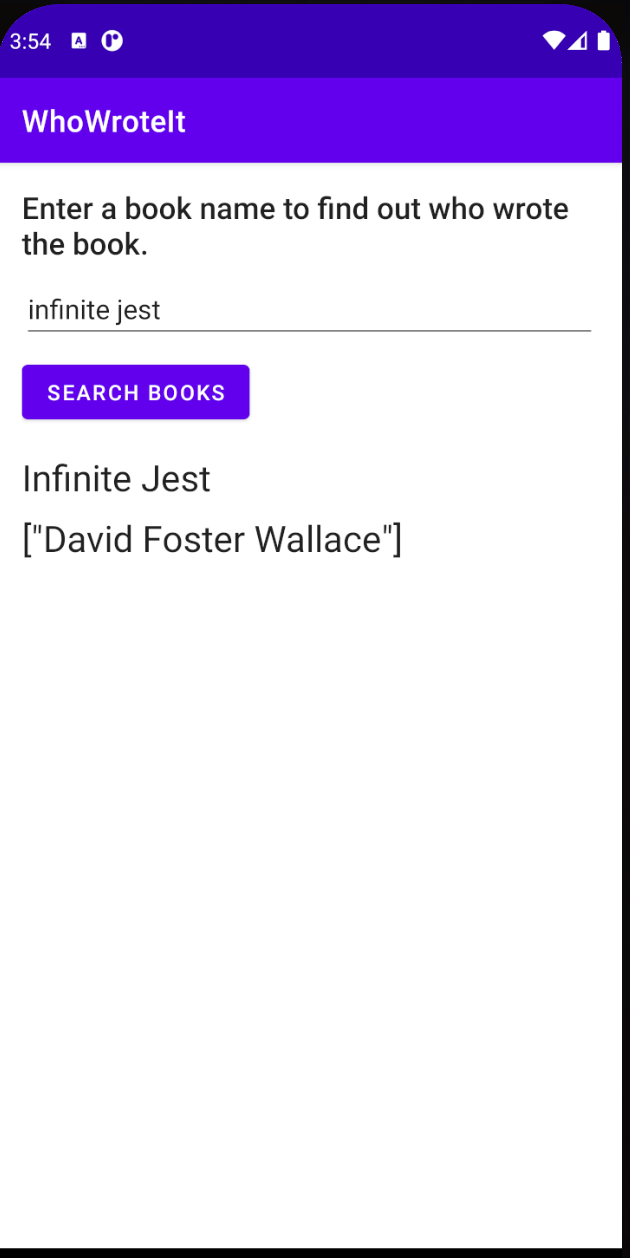 3:54
WhoWroteIt
Enter a book name to find out who wrote
the book.
infinite jest
SEARCH BOOKS
Infinite Jest
["David Foster Wallace"]